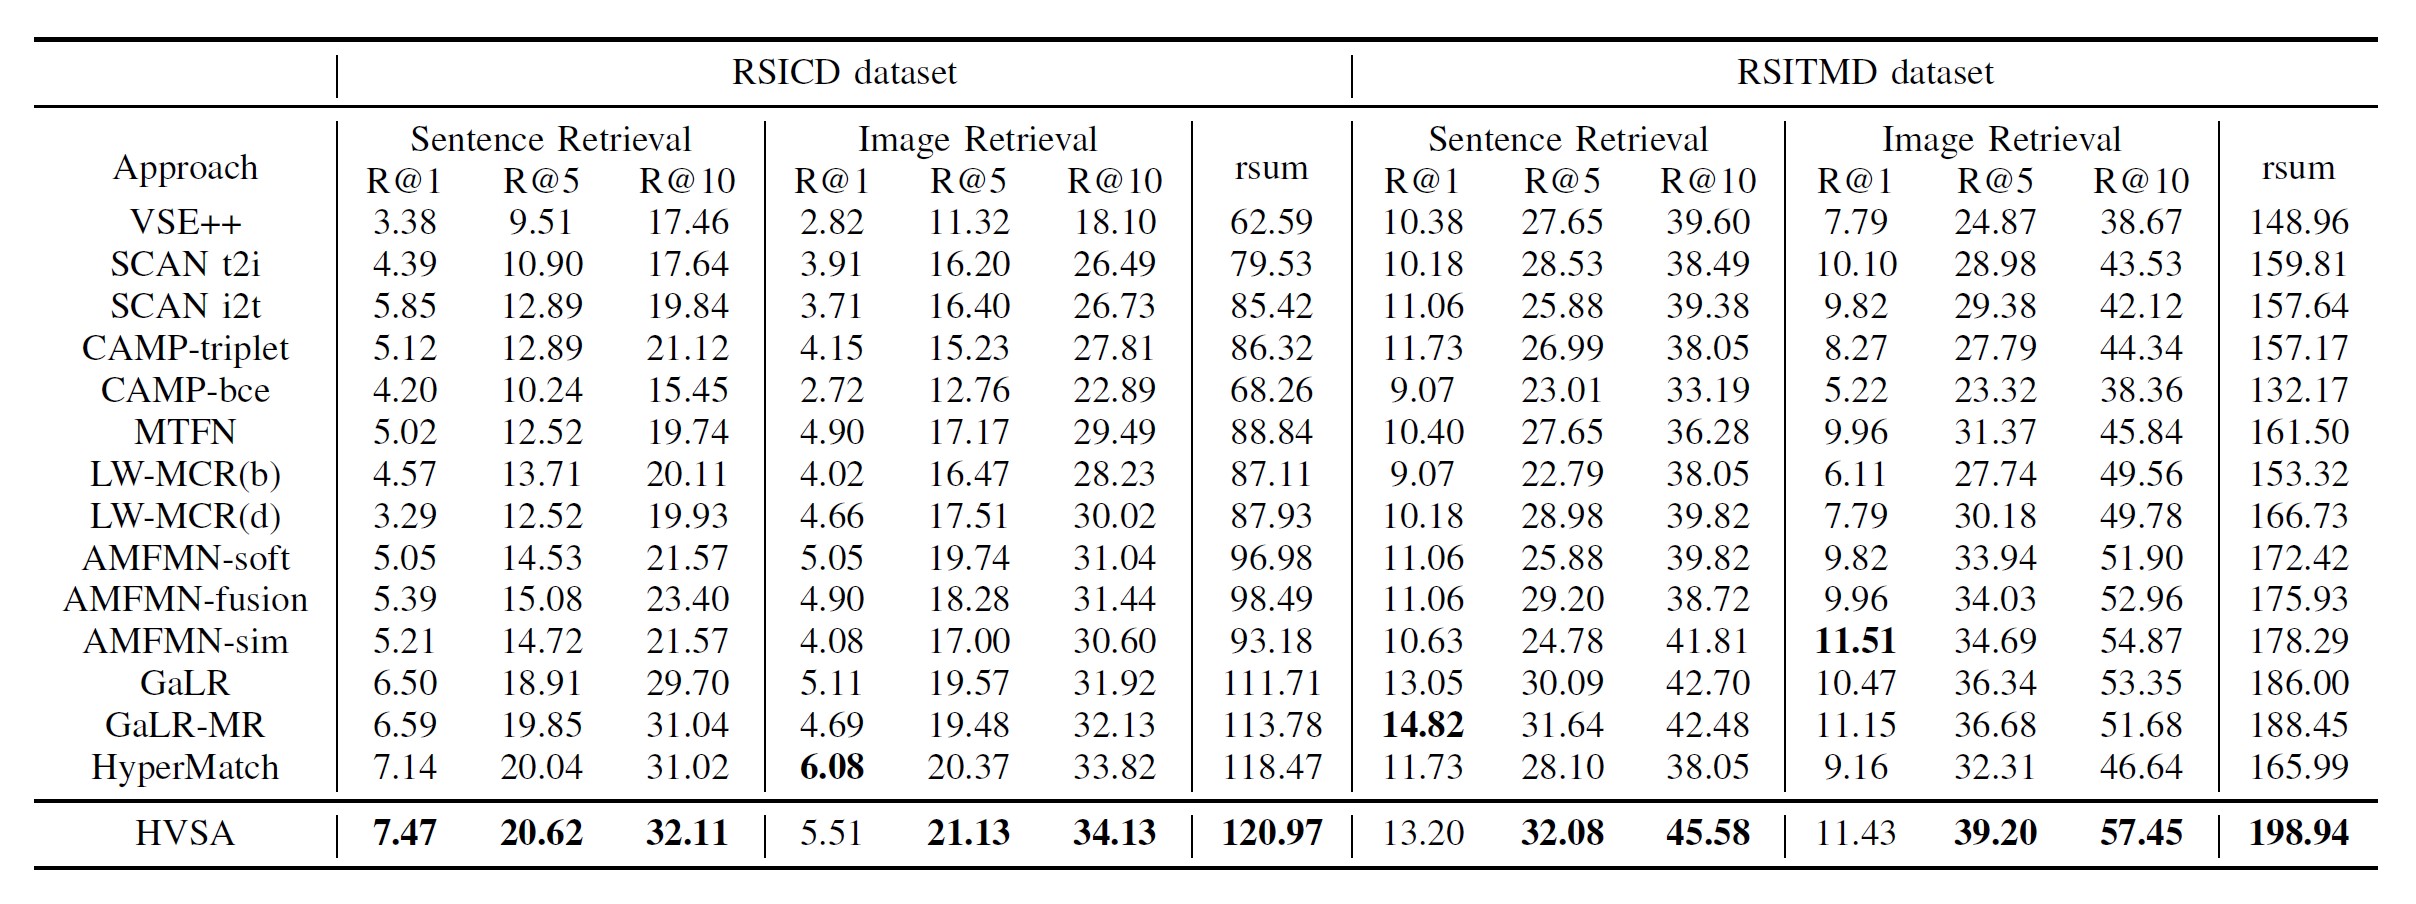 RSICD dataset RSITMD dataset
Approach Sentence Retrieval Image Retrieval rsum Sentence Retrieval Image Retrieval rsum
R@1 R@5 R@10 R@1 R@5 R@10 R@1 R@5 R@10 R@1 R@5 R@10
VSE++ 3.38 9.51 17.46 2.82 11.32 18.10 62.59 10.38 27.65 39.60 7.79 24.87 38.67 148.96
SCAN t2i 4.39 10.90 17.64 3.91 16.20 26.49 79.53 10.18 28.53 38.49 10.10 28.98 43.53 159.81
SCAN i2t 5.85 12.89 19.84 3.71 16.40 26.73 85.42 11.06 25.88 39.38 9.82 29.38 42.12 157.64
CAMP-triplet 5.12 12.89 21.12 4.15 15.23 27.81 86.32 11.73 26.99 38.05 8.27 27.79 44.34 157.17
CAMP-bce 4.20 10.24 15.45 2.72 12.76 22.89 68.26 9.07 23.01 33.19 5.22 23.32 38.36 132.17
MTFN 5.02 12.52 19.74 4.90 17.17 29.49 88.84 10.40 27.65 36.28 9.96 31.37 45.84 161.50
LW-MCR(b) 4.57 13.71 20.11 4.02 16.47 28.23 87.11 9.07 22.79 38.05 6.11 27.74 49.56 153.32
LW-MCR(d) 3.29 12.52 19.93 4.66 17.51 30.02 87.93 10.18 28.98 39.82 7.79 30.18 49.78 166.73
AMFMN-soft 5.05 14.53 21.57 5.05 19.74 31.04 96.98 11.06 25.88 39.82 9.82 33.94 51.90 172.42
AMFMN-fusion 5.39 15.08 23.40 4.90 18.28 31.44 98.49 11.06 29.20 38.72 9.96 34.03 52.96 175.93
AMFMN-sim 5.21 14.72 21.57 4.08 17.00 30.60 93.18 10.63 24.78 41.81 11.51 34.69 54.87 178.29
GaLR 6.50 18.91 29.70 5.11 19.57 31.92 111.71 13.05 30.09 42.70 10.47 36.34 53.35 186.00
GaLR-MR 6.59 19.85 31.04 4.69 19.48 32.13 113.78 14.82 31.64 42.48 11.15 36.68 51.68 188.45
HyperMatch 7.14 20.04 31.02 6.08 20.37 33.82 118.47 11.73 28.10 38.05 9.16 32.31 46.64 165.99
HVSA 7.47 20.62 32.11 5.51 21.13 34.13 120.97 13.20 32.08 45.58 11.43 39.20 57.45 198.94